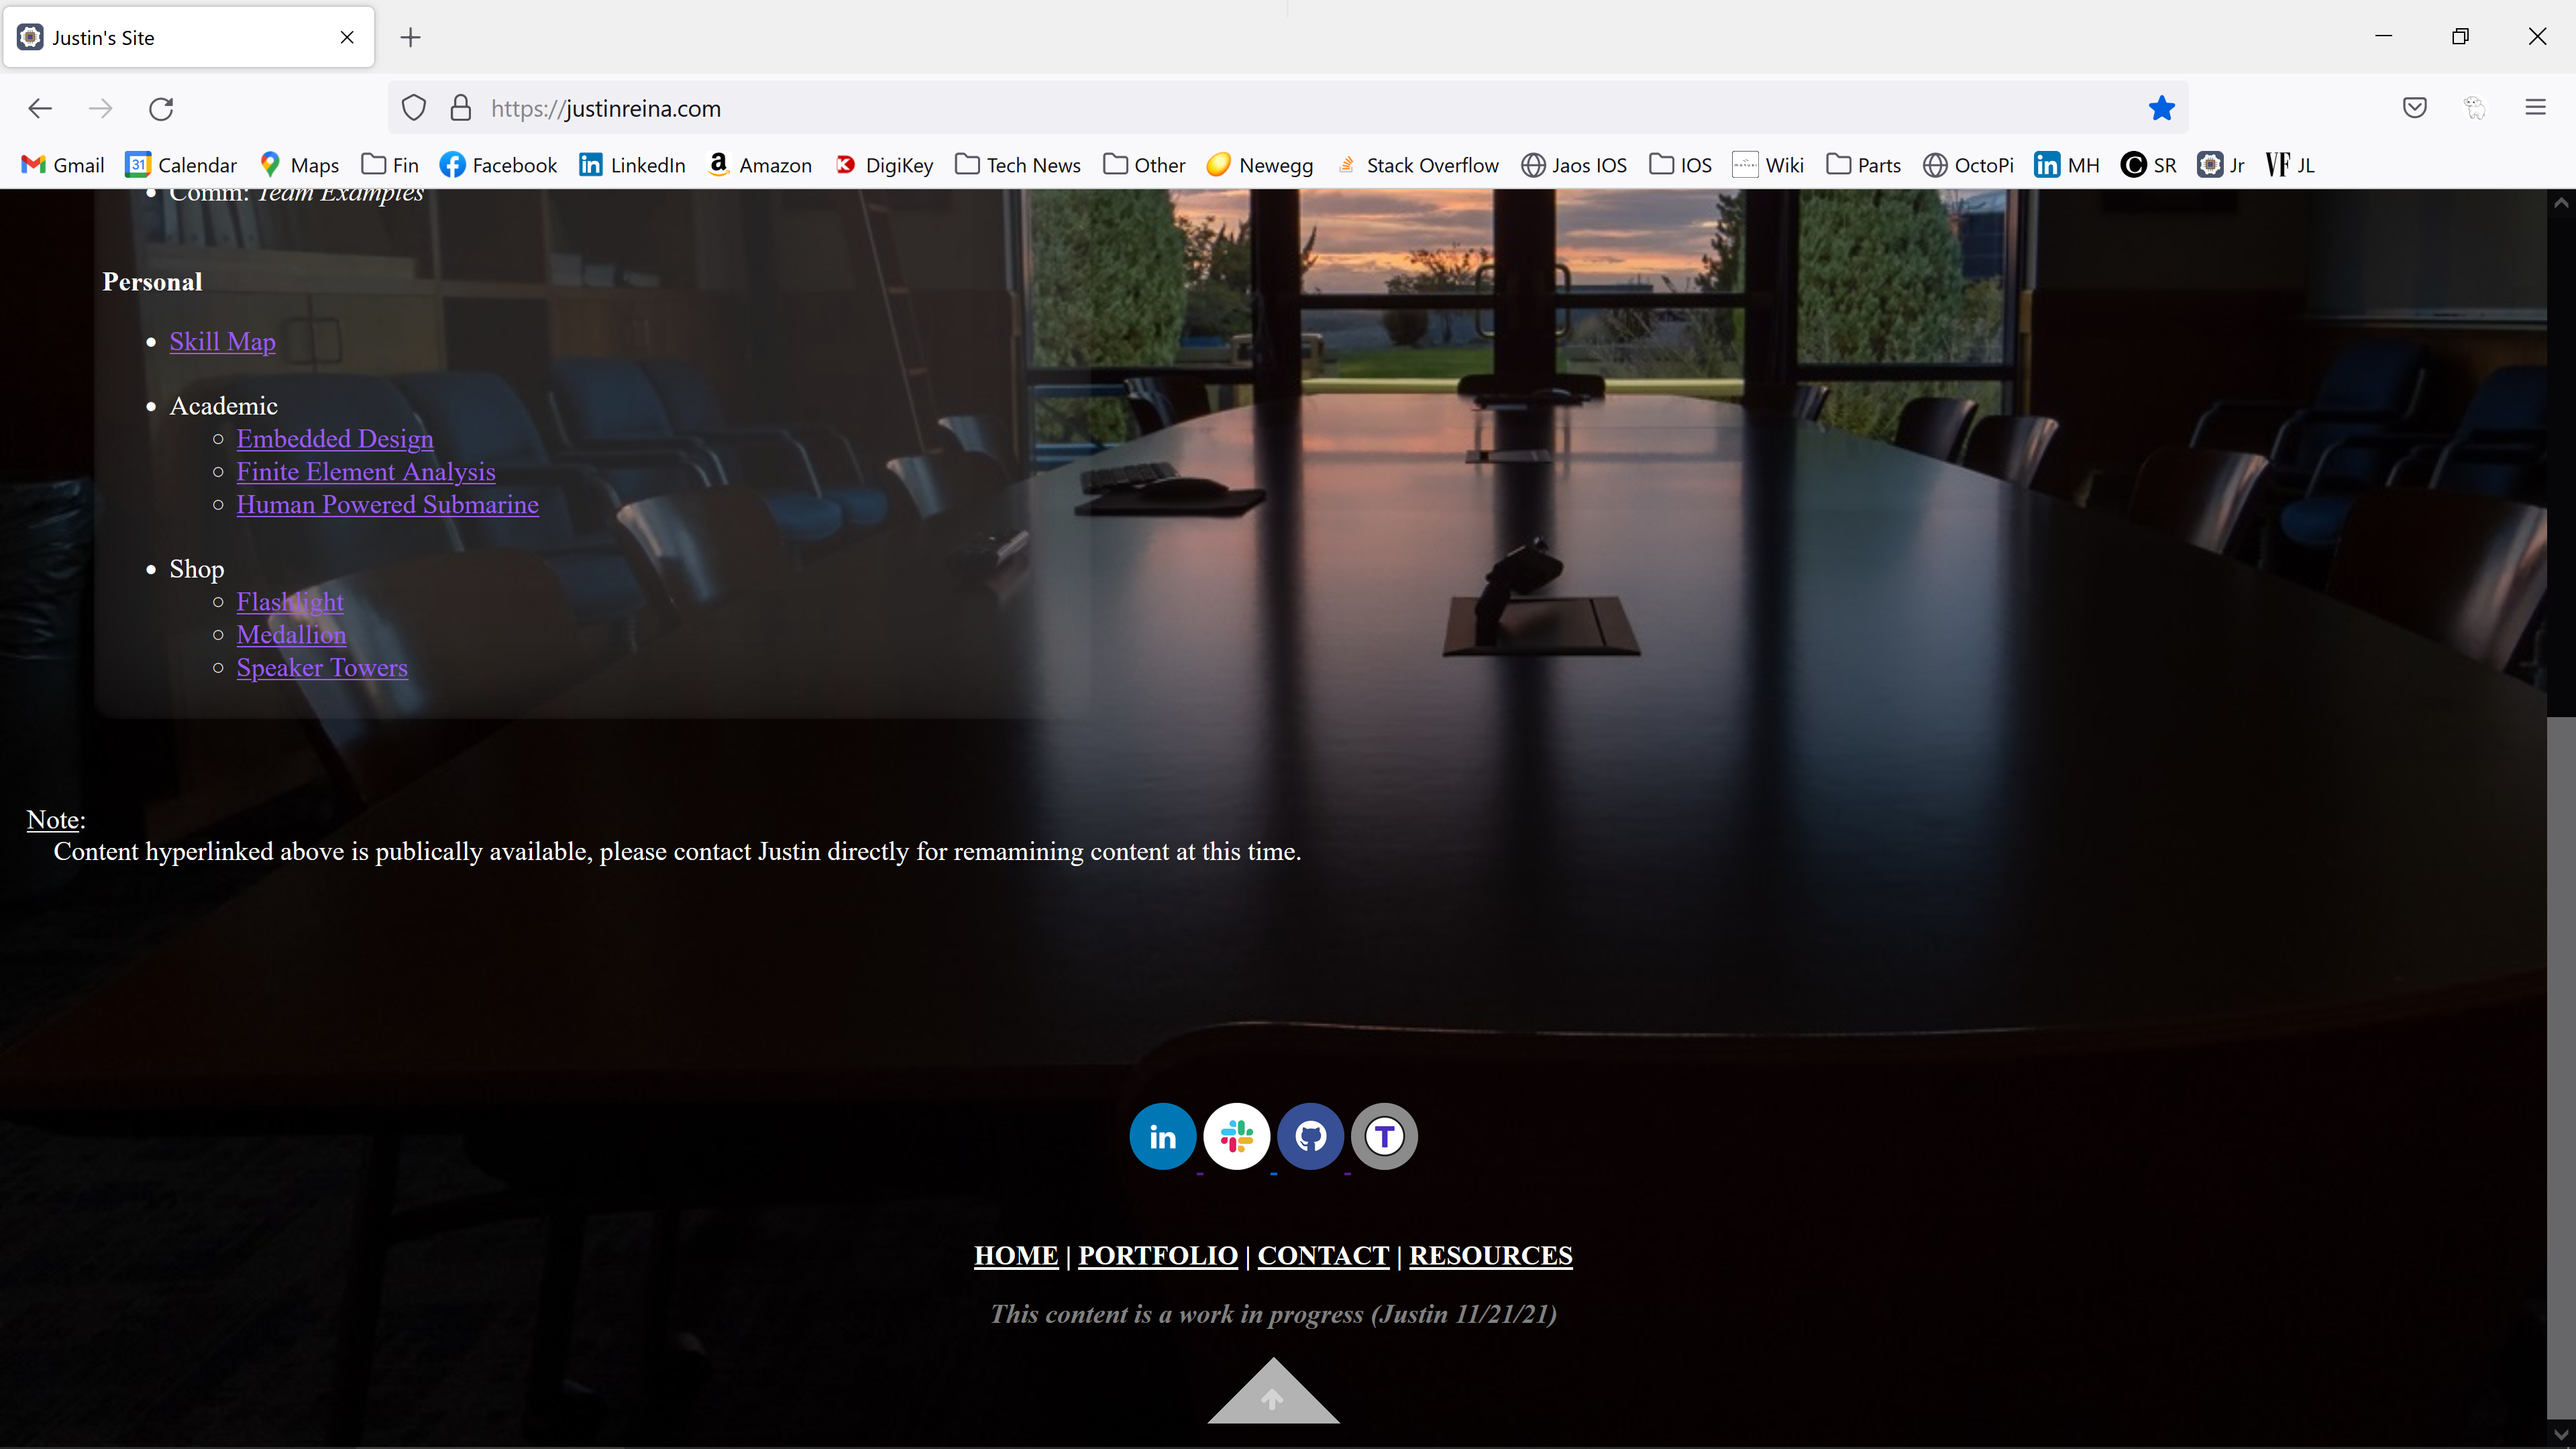 Justin's Site
https://justinreina.com
Gmail 31 Calendar Maps Fin Facebook in LinkedIn a Amazon DigiKey Tech News Other Newegg Stack Overflow Jaos IOS IOS Wiki Parts OctoPi in MH C SR Jr VF JL
Comm: Team Examples
Personal
Skill Map
Academic
Embedded Design
Finite Element Analysis
Human Powered Submarine
Shop
Flashlight
Medallion
Speaker Towers
Note:
Content hyperlinked above is publically available, please contact Justin directly for remamining content at this time.
in T
HOME | PORTFOLIO | CONTACT | RESOURCES
This content is a work in progress (Justin 11/21/21)